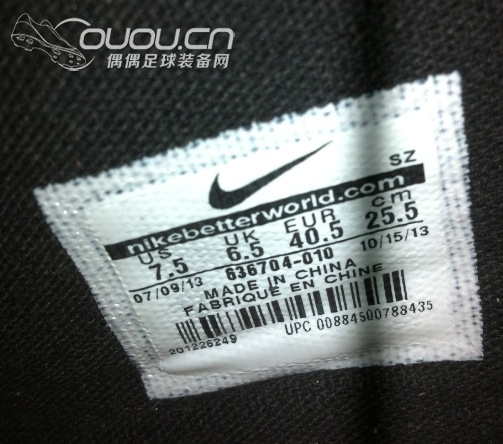 OUOU.CN
偶偶足球装备网
SZ
nikebetterworld.com
US UK EUR cm
7.5 6.5 40.5 25.5
07/09/13 636704-010 10/15/13
MADE IN CHINA
FABRIQUE EN CHINE
UPC 00884500788435
201226249